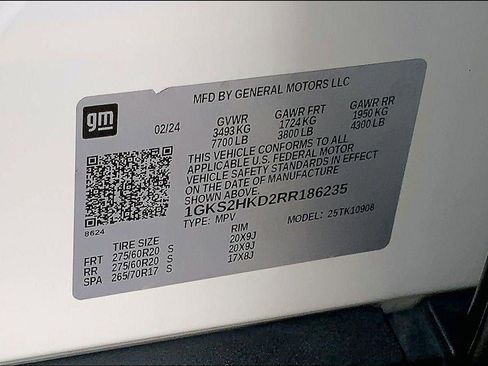 MFD BY GENERAL MOTORS LLC
gm
02/24 GVWR GAWR FRT GAWR RR
3493 KG 1724 KG 1950 KG
7700 LB 3800 LB 4300 LB
THIS VEHICLE CONFORMS TO ALL
APPLICABLE U.S. FEDERAL MOTOR
VEHICLE SAFETY STANDARDS IN EFFECT
ON THE DATE OF MANUFACTURE
SHOWN ABOVE.
1GKS2HKD2RR186235
TYPE: MPV MODEL: 25TK10906
8624
TIRE SIZE RIM
FRT 275/60R20 S 20X9J
RR 275/60R20 S 20X9J
SPA 265/70R17 S 17X8J